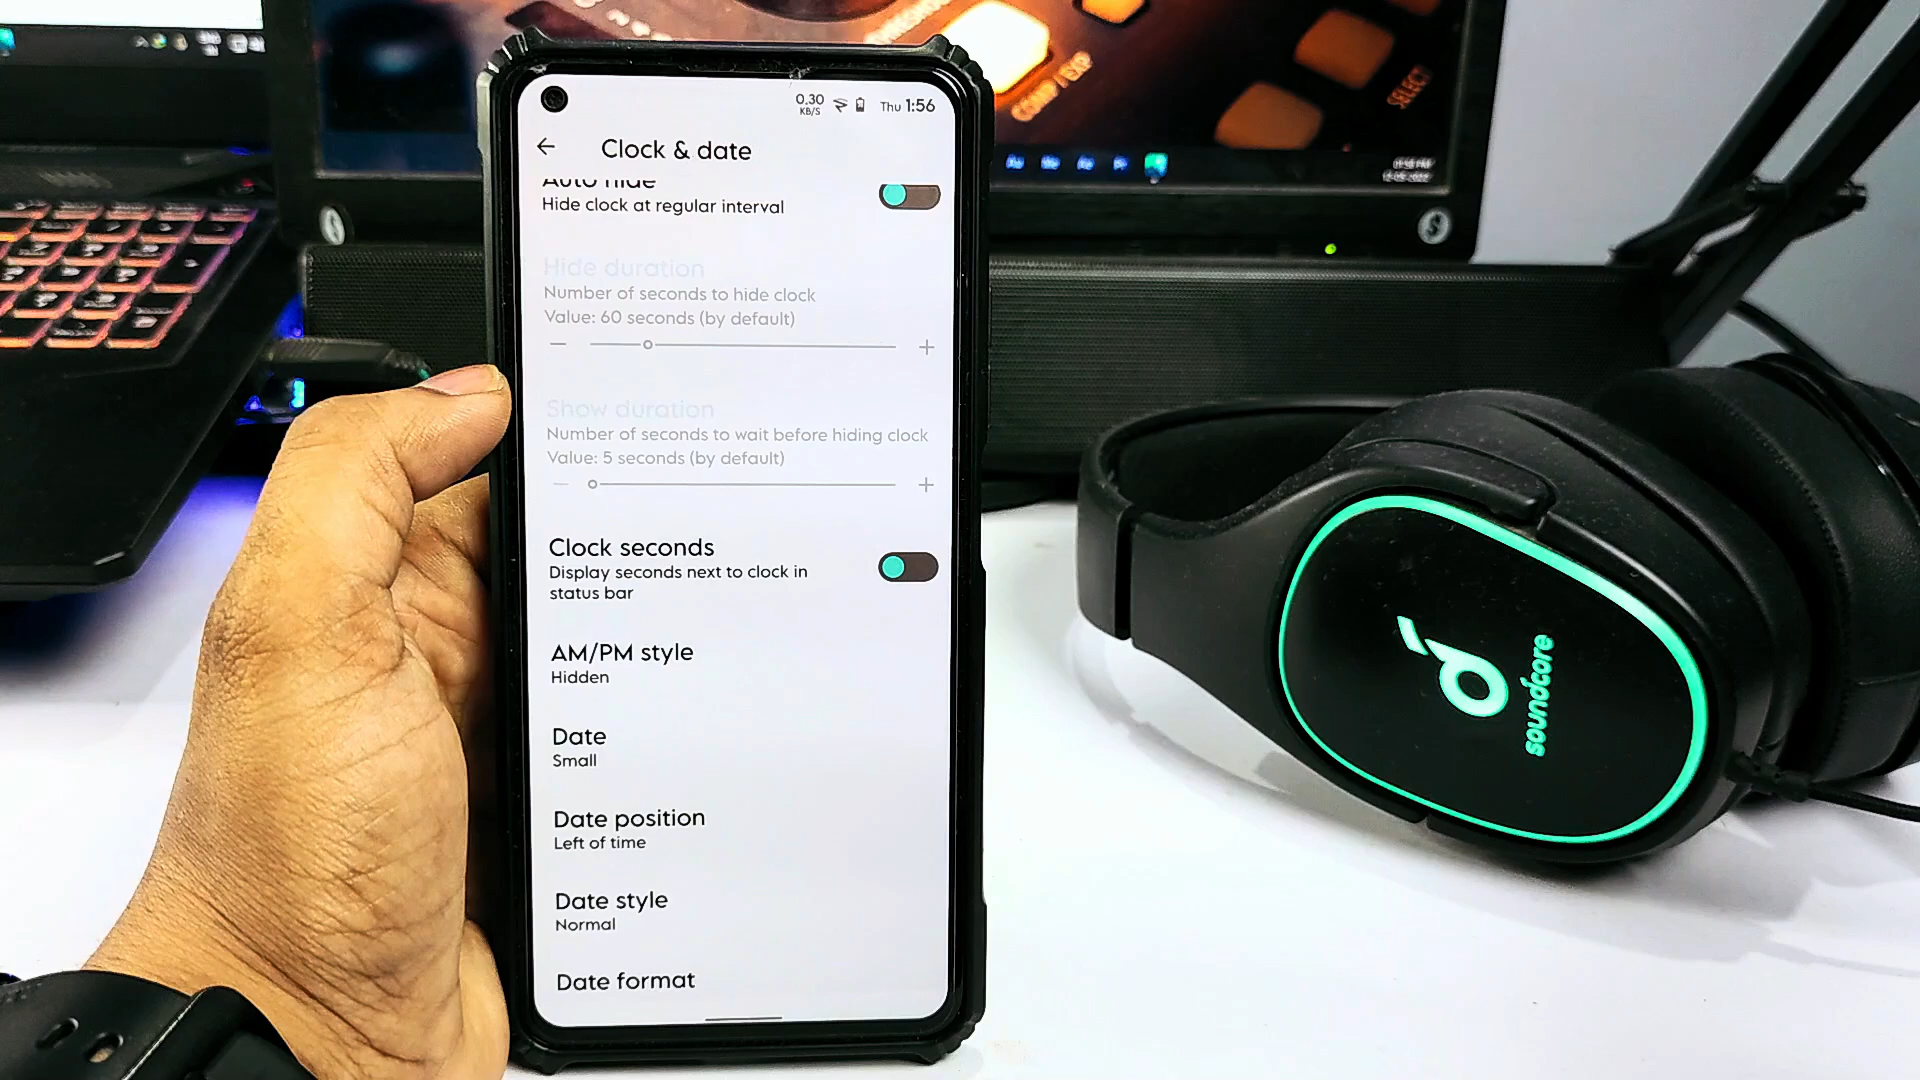 COMP / EXP
SELECT
0.30
KB/S
Thu 1:56
Clock & date
Auto hide
Hide clock at regular interval
Hide duration
Number of seconds to hide clock
Value: 60 seconds (by default)
Show duration
Number of seconds to wait before hiding clock
Value: 5 seconds (by default)
Clock seconds
Display seconds next to clock in
status bar
AM/PM style
Hidden
Date
Small
Date position
Left of time
Date style
Normal
Date format
soundcore